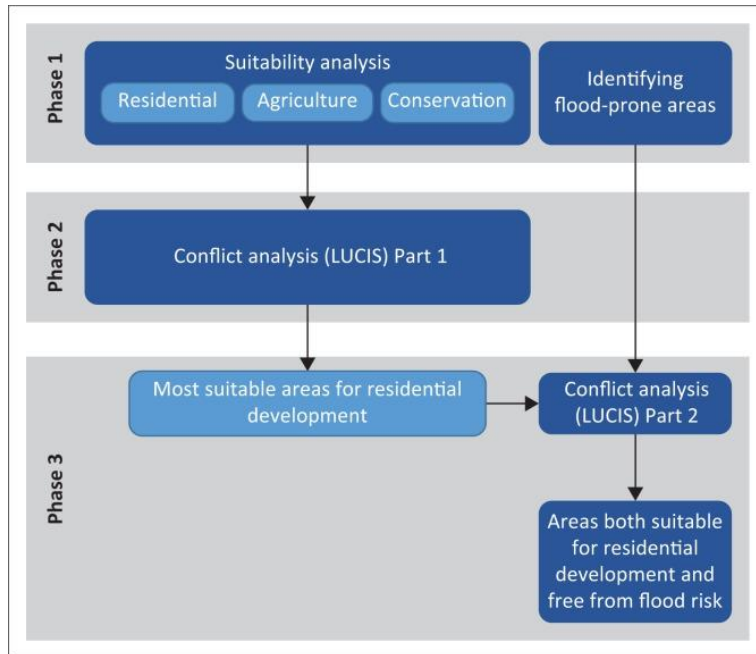 Phase 1
Suitability analysis
Residential
Agriculture
Conservation
Identifying
flood-prone areas
Phase 2
Conflict analysis (LUCIS) Part 1
Phase 3
Most suitable areas for residential
development
Conflict analysis
(LUCIS) Part 2
Areas both suitable
for residential
development and
free from flood risk